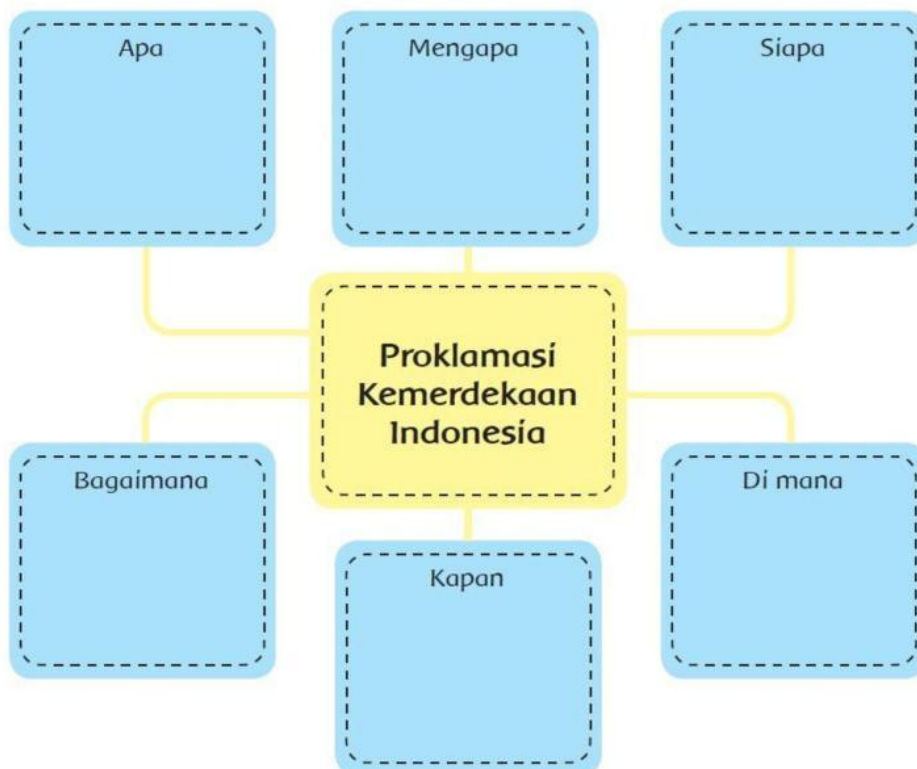 Apa
Mengapa
Siapa
Proklamasi
Kemerdekaan
Indonesia
Bagaimana
Di mana
Kapan